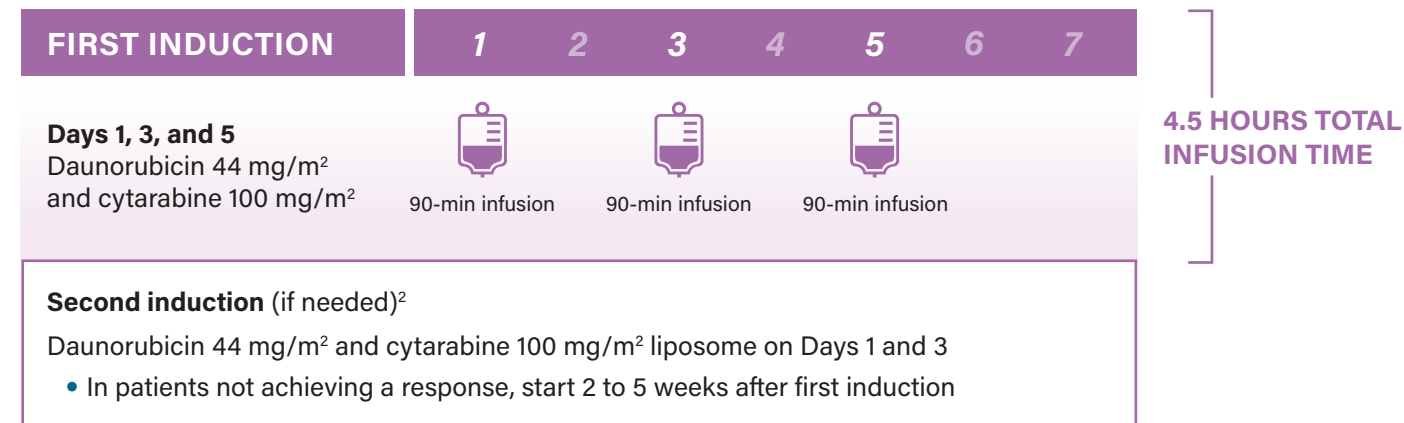 FIRST INDUCTION 1 2 3 4 5 6 7
Days 1, 3, and 5
Daunorubicin 44 mg/m²
and cytarabine 100 mg/m²
90-min infusion 90-min infusion 90-min infusion
4.5 HOURS TOTAL
INFUSION TIME
Second induction (if needed)²
Daunorubicin 44 mg/m² and cytarabine 100 mg/m² liposome on Days 1 and 3
• In patients not achieving a response, start 2 to 5 weeks after first induction